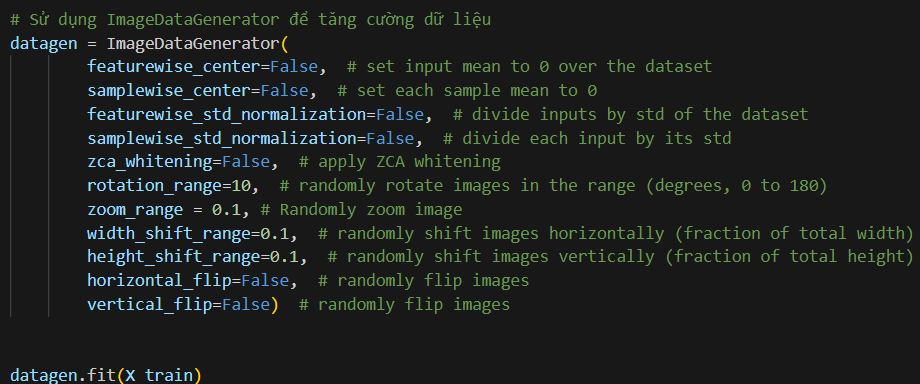 # Sử dụng ImageDataGenerator để tăng cường dữ liệu
datagen = ImageDataGenerator(
        featurewise_center=False,  # set input mean to 0 over the dataset
        samplewise_center=False,  # set each sample mean to 0
        featurewise_std_normalization=False,  # divide inputs by std of the dataset
        samplewise_std_normalization=False,  # divide each input by its std
        zca_whitening=False,  # apply ZCA whitening
        rotation_range=10,  # randomly rotate images in the range (degrees, 0 to 180)
        zoom_range = 0.1, # Randomly zoom image
        width_shift_range=0.1,  # randomly shift images horizontally (fraction of total width)
        height_shift_range=0.1,  # randomly shift images vertically (fraction of total height)
        horizontal_flip=False,  # randomly flip images
        vertical_flip=False)  # randomly flip images
datagen.fit(X_train)